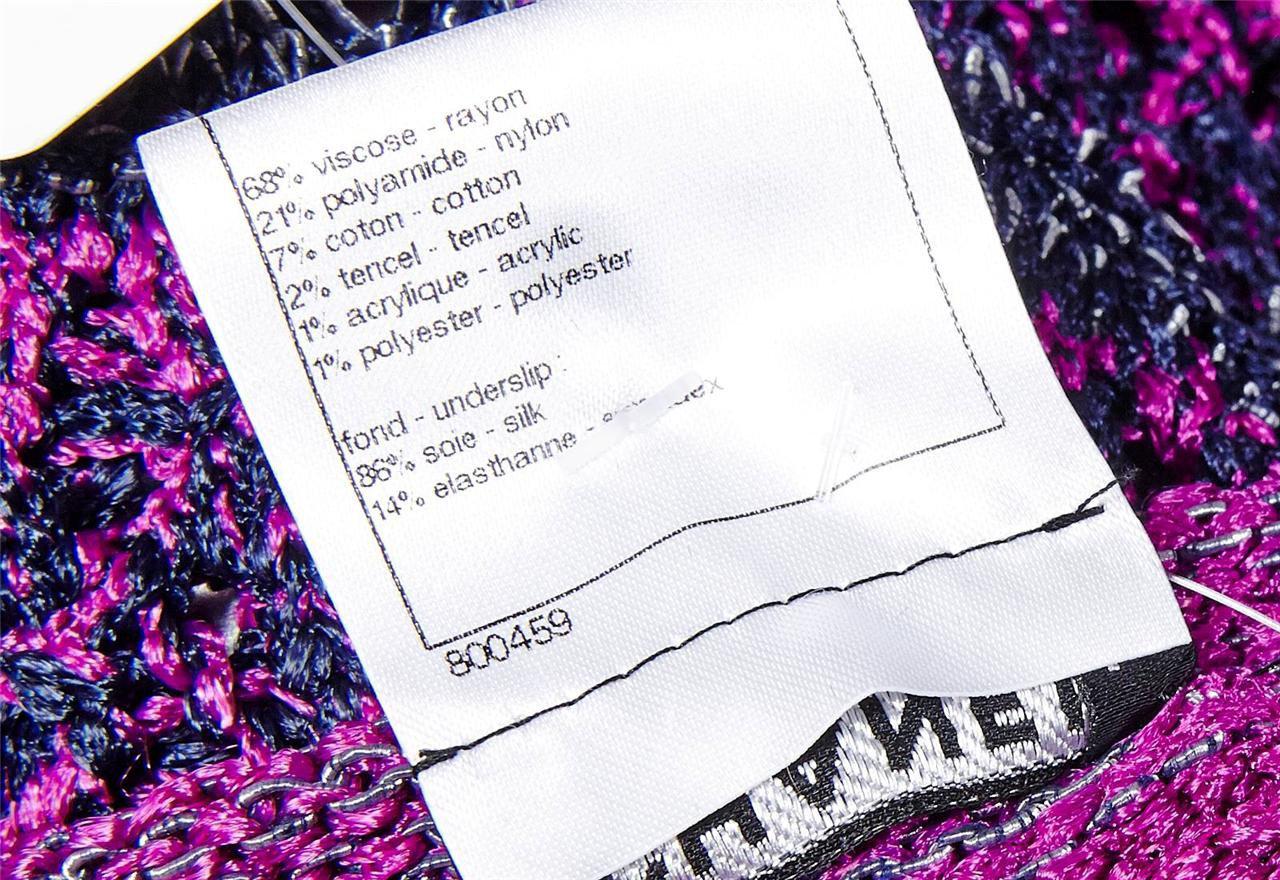 68% viscose - rayon
21% polyamide - nylon
7% coton - cotton
2% tencel - tencel
1% acrylique - acrylic
1% polyester - polyester
fond - underslip :
86% soie - silk
14% elasthanne -
800459